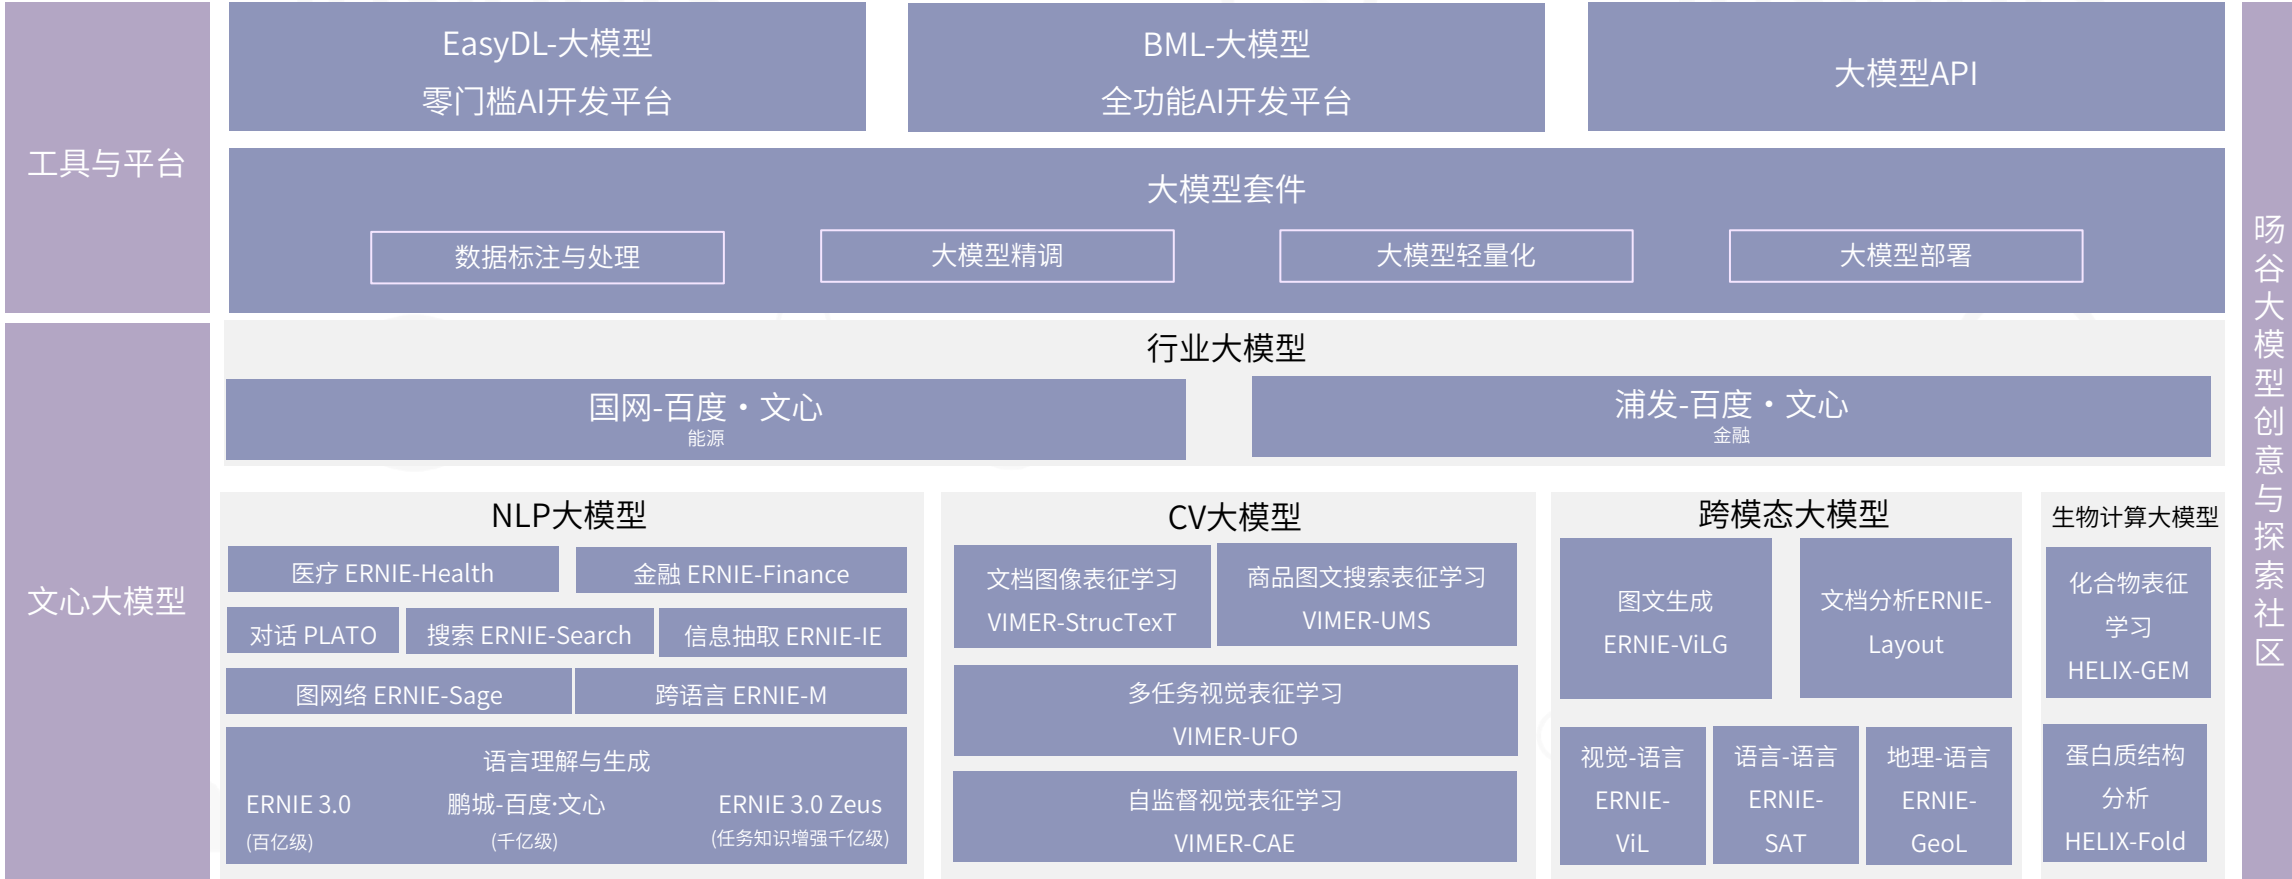 工具与平台
EasyDL-大模型
零门槛AI开发平台
BML-大模型
全功能AI开发平台
大模型API
大模型套件
数据标注与处理
大模型精调
大模型轻量化
大模型部署
文心大模型
行业大模型
国网-百度·文心
能源
浦发-百度·文心
金融
NLP大模型
医疗 ERNIE-Health
金融 ERNIE-Finance
对话 PLATO
搜索 ERNIE-Search
信息抽取 ERNIE-IE
图网络 ERNIE-Sage
跨语言 ERNIE-M
语言理解与生成
ERNIE 3.0
(百亿级)
鹏城-百度·文心
(千亿级)
ERNIE 3.0 Zeus
(任务知识增强千亿级)
CV大模型
文档图像表征学习
VIMER-StrucTexT
商品图文搜索表征学习
VIMER-UMS
多任务视觉表征学习
VIMER-UFO
自监督视觉表征学习
VIMER-CAE
跨模态大模型
图文生成
ERNIE-ViLG
文档分析ERNIE-
Layout
视觉-语言
ERNIE-
ViL
语言-语言
ERNIE-
SAT
地理-语言
ERNIE-
GeoL
生物计算大模型
化合物表征
学习
HELIX-GEM
蛋白质结构
分析
HELIX-Fold
旸谷大模型创意与探索社区